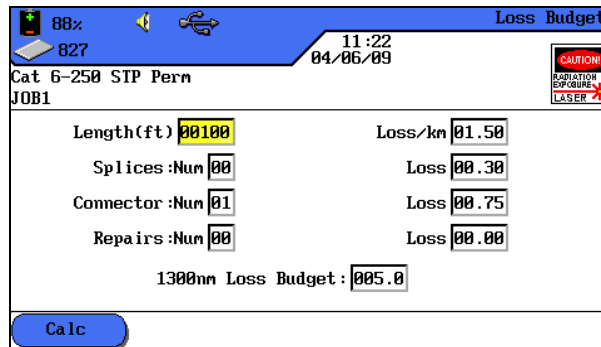 88%
Loss Budget
827
11:22
04/06/09
CAUTION!
RADIATION
EXPOSURE
LASER
Cat 6-250 STP Perm
JOB1
Length(ft) 00100 Loss/km 01.50
Splices:Num 00 Loss 00.30
Connector:Num 01 Loss 00.75
Repairs:Num 00 Loss 00.00
1300nm Loss Budget: 005.0
Calc